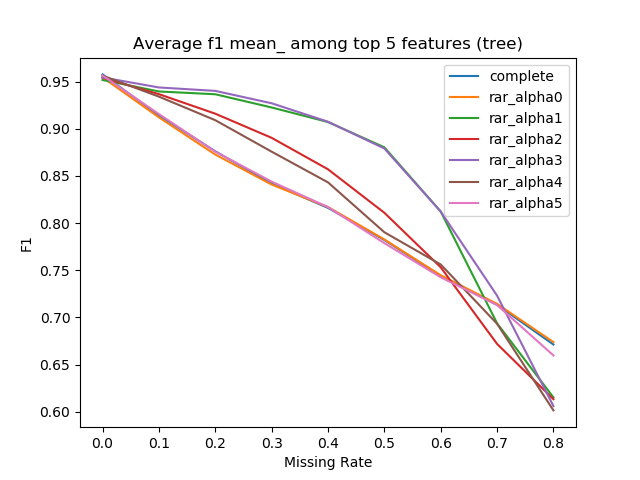 Average f1 mean_ among top 5 features (tree)
complete
rar_alpha0
rar_alpha1
rar_alpha2
rar_alpha3
rar_alpha4
rar_alpha5
F1
0.95
0.90
0.85
0.80
0.75
0.70
0.65
0.60
0.0 0.1 0.2 0.3 0.4 0.5 0.6 0.7 0.8
Missing Rate